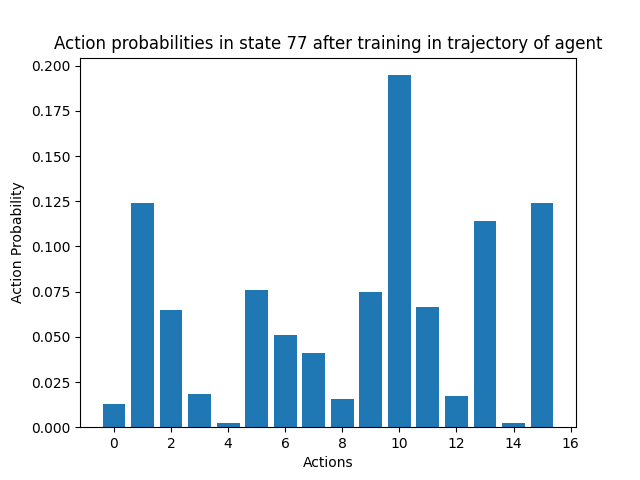 Action probabilities in state 77 after training in trajectory of agent
0.200
0.175
0.150
0.125
0.100
0.075
0.050
0.025
0.000
Action Probability
0 2 4 6 8 10 12 14 16
Actions